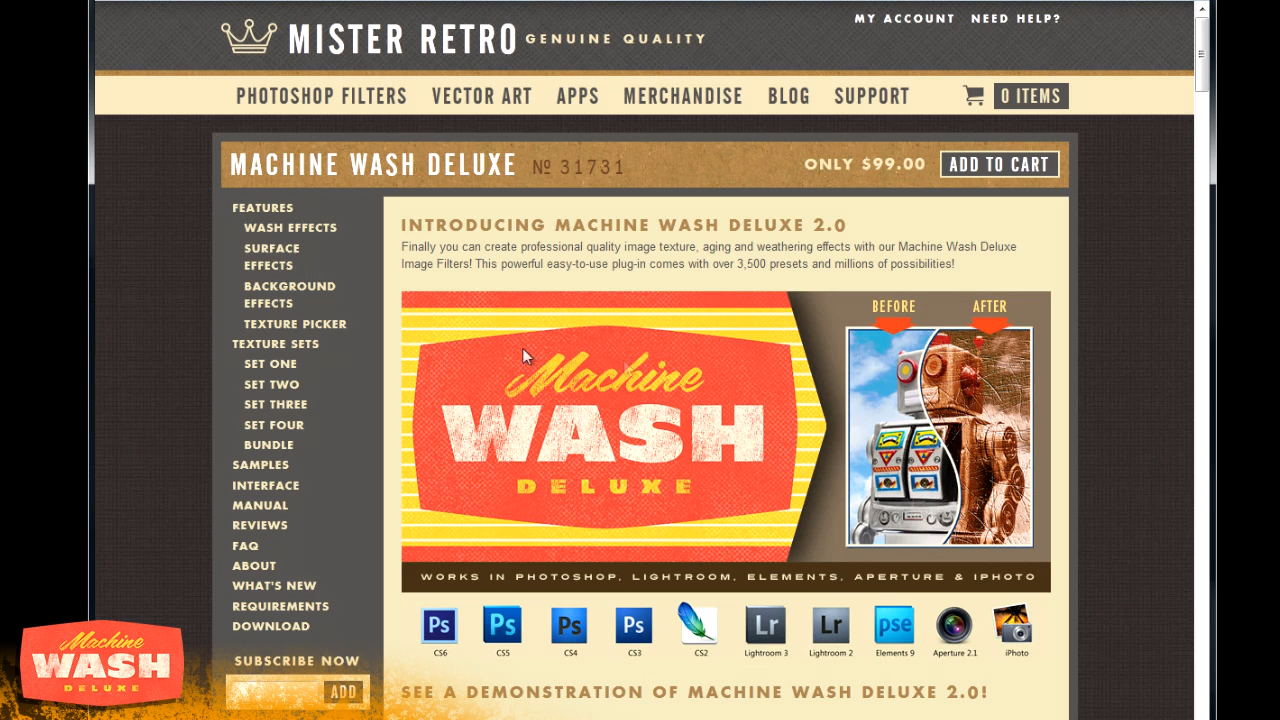 MY ACCOUNT NEED HELP?
MISTER RETRO GENUINE QUALITY
PHOTOSHOP FILTERS VECTOR ART APPS MERCHANDISE BLOG SUPPORT 0 ITEMS
MACHINE WASH DELUXE № 31731 ONLY $99.00 ADD TO CART
FEATURES
WASH EFFECTS
SURFACE
EFFECTS
BACKGROUND
EFFECTS
TEXTURE PICKER
TEXTURE SETS
SET ONE
SET TWO
SET THREE
SET FOUR
BUNDLE
SAMPLES
INTERFACE
MANUAL
REVIEWS
FAQ
ABOUT
WHAT'S NEW
REQUIREMENTS
DOWNLOAD
SUBSCRIBE NOW
ADD
INTRODUCING MACHINE WASH DELUXE 2.0
Finally you can create professional quality image texture, aging and weathering effects with our Machine Wash Deluxe
Image Filters! This powerful easy-to-use plug-in comes with over 3,500 presets and millions of possibilities!
BEFORE AFTER
Machine
WASH
DELUXE
WORKS IN PHOTOSHOP, LIGHTROOM, ELEMENTS, APERTURE & IPHOTO
Ps Ps Ps Ps Lr Lr pse
CS6 CS5 CS4 CS3 CS2 Lightroom 3 Lightroom 2 Elements 9 Aperture 2.1 iPhoto
SEE A DEMONSTRATION OF MACHINE WASH DELUXE 2.0!
Machine
WASH
DELUXE